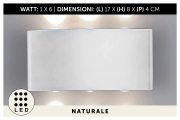 WATT: 1 X 6 | DIMENSIONI: (L) 17 X (H) 8 X (P) 4 CM
LED
NATURALE